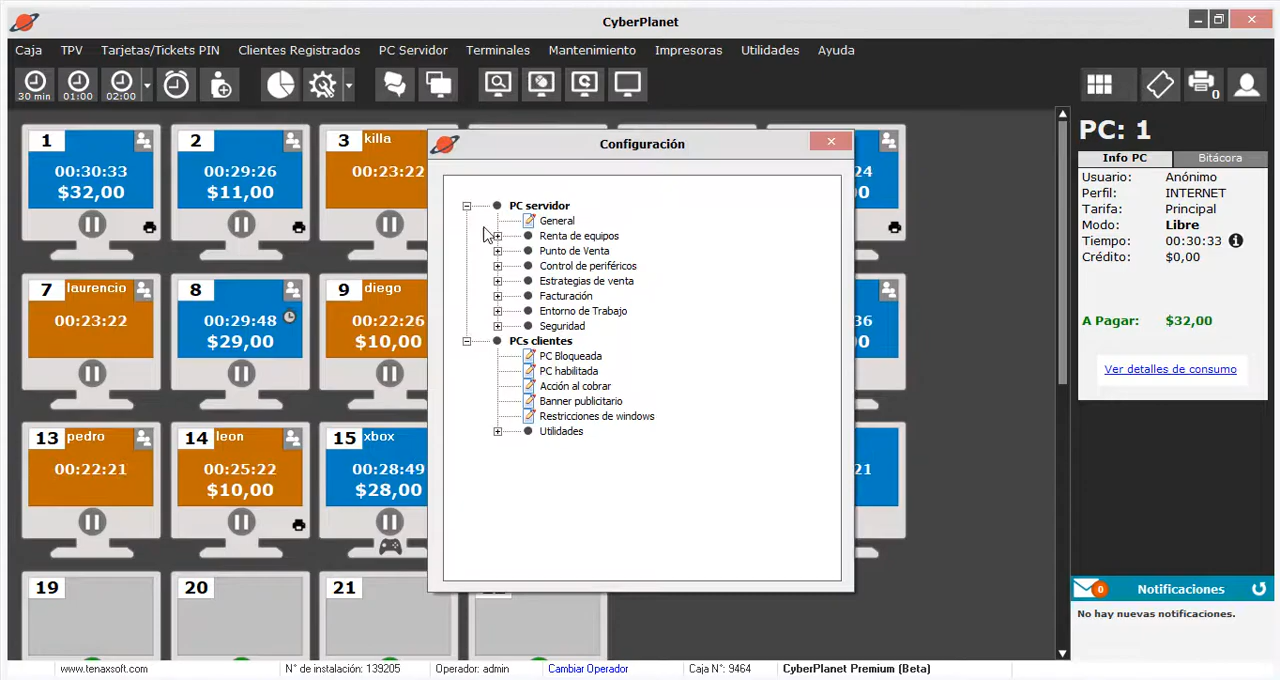 CyberPlanet
Caja TPV Tarjetas/Tickets PIN Clientes Registrados PC Servidor Terminales Mantenimiento Impresoras Utilidades Ayuda
30 min 01:00 02:00 0
1
00:30:33
$32,00
2
00:29:26
$11,00
3 killa
00:23:22
24
0
7 laurencio
00:23:22
8
00:29:48
$29,00
9 diego
00:22:26
$10,00
36
0
13 pedro
00:22:21
14 leon
00:25:22
$10,00
15 xbox
00:28:49
$28,00
21
19
20
21
Configuración
PC servidor
General
Renta de equipos
Punto de Venta
Control de periféricos
Estrategias de venta
Facturación
Entorno de Trabajo
Seguridad
PCs clientes
PC Bloqueada
PC habilitada
Acción al cobrar
Banner publicitario
Restricciones de windows
Utilidades
PC: 1
Info PC Bitácora
Usuario: Anónimo
Perfil: INTERNET
Tarifa: Principal
Modo: Libre
Tiempo: 00:30:33
Crédito: $0,00
A Pagar: $32,00
Ver detalles de consumo
0 Notificaciones
No hay nuevas notificaciones.
www.tenaxsoft.com N° de instalación: 139205 Operador: admin Cambiar Operador Caja N°: 9464 CyberPlanet Premium (Beta)